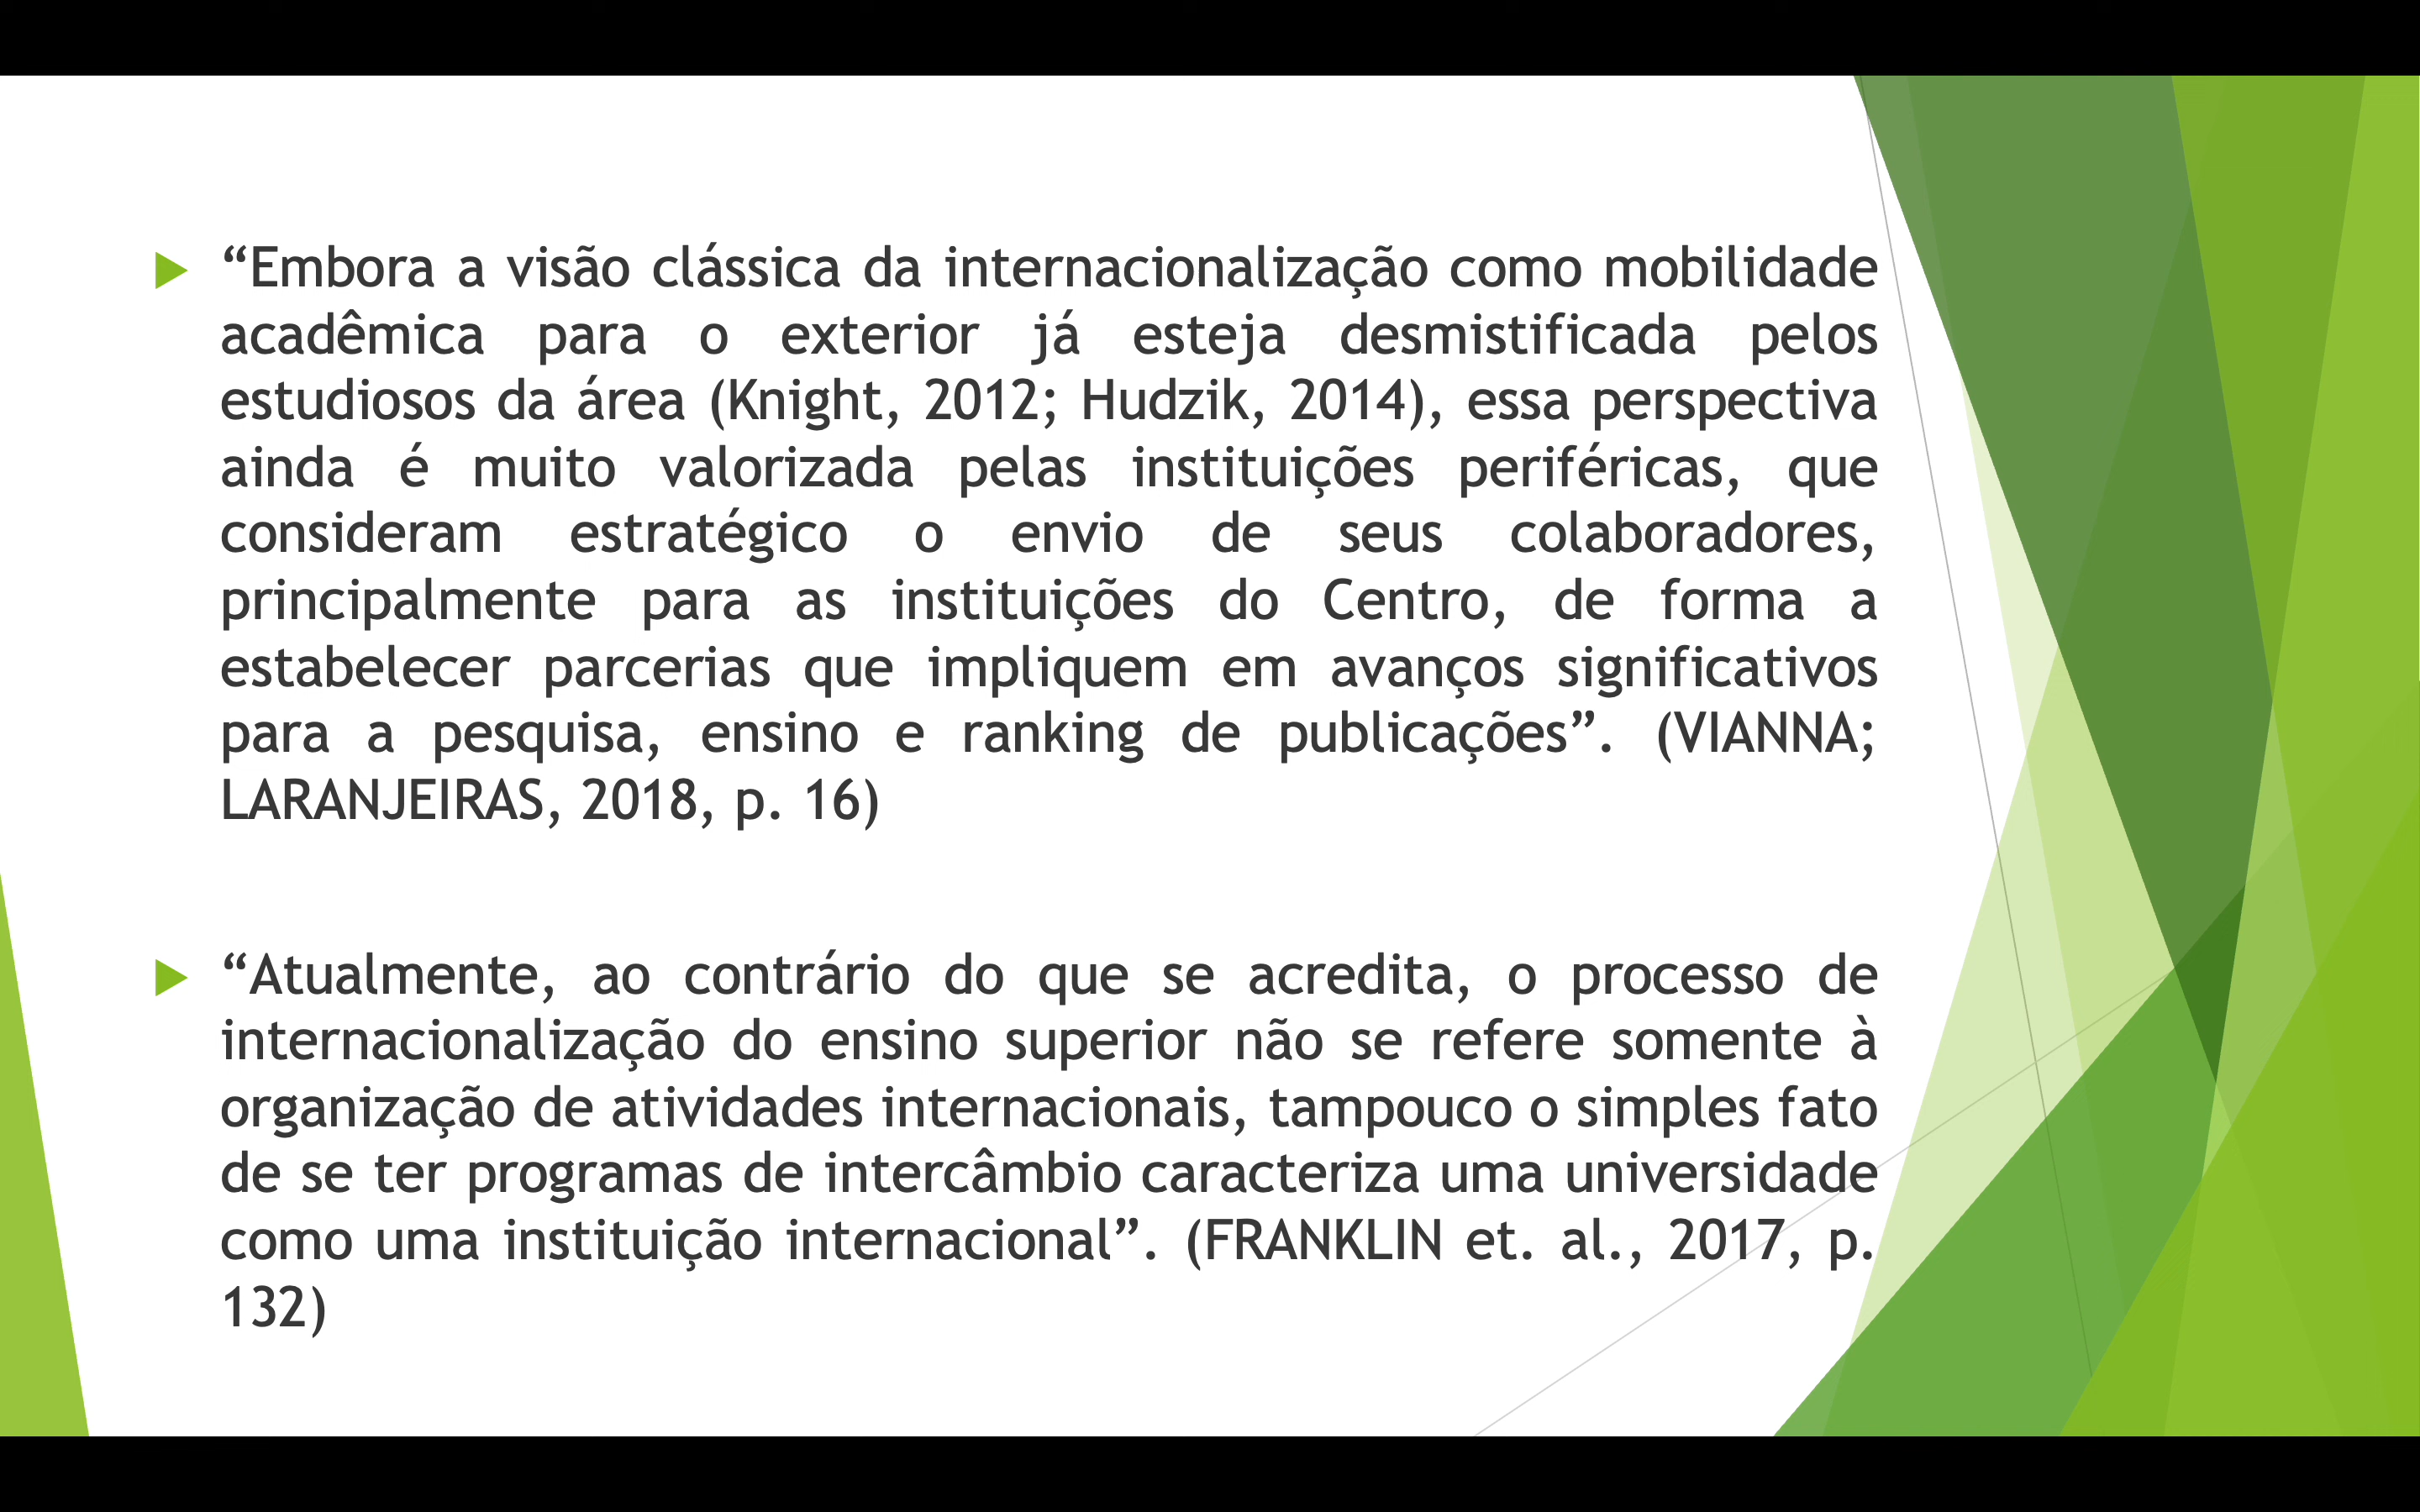 “Embora a visão clássica da internacionalização como mobilidade
acadêmica para o exterior já esteja desmistificada pelos
estudiosos da área (Knight, 2012; Hudzik, 2014), essa perspectiva
ainda é muito valorizada pelas instituições periféricas, que
consideram estratégico o envio de seus colaboradores,
principalmente para as instituições do Centro, de forma a
estabelecer parcerias que impliquem em avanços significativos
para a pesquisa, ensino e ranking de publicações”. (VIANNA;
LARANJEIRAS, 2018, p. 16)
“Atualmente, ao contrário do que se acredita, o processo de
internacionalização do ensino superior não se refere somente à
organização de atividades internacionais, tampouco o simples fato
de se ter programas de intercâmbio caracteriza uma universidade
como uma instituição internacional”. (FRANKLIN et. al., 2017, p.
132)